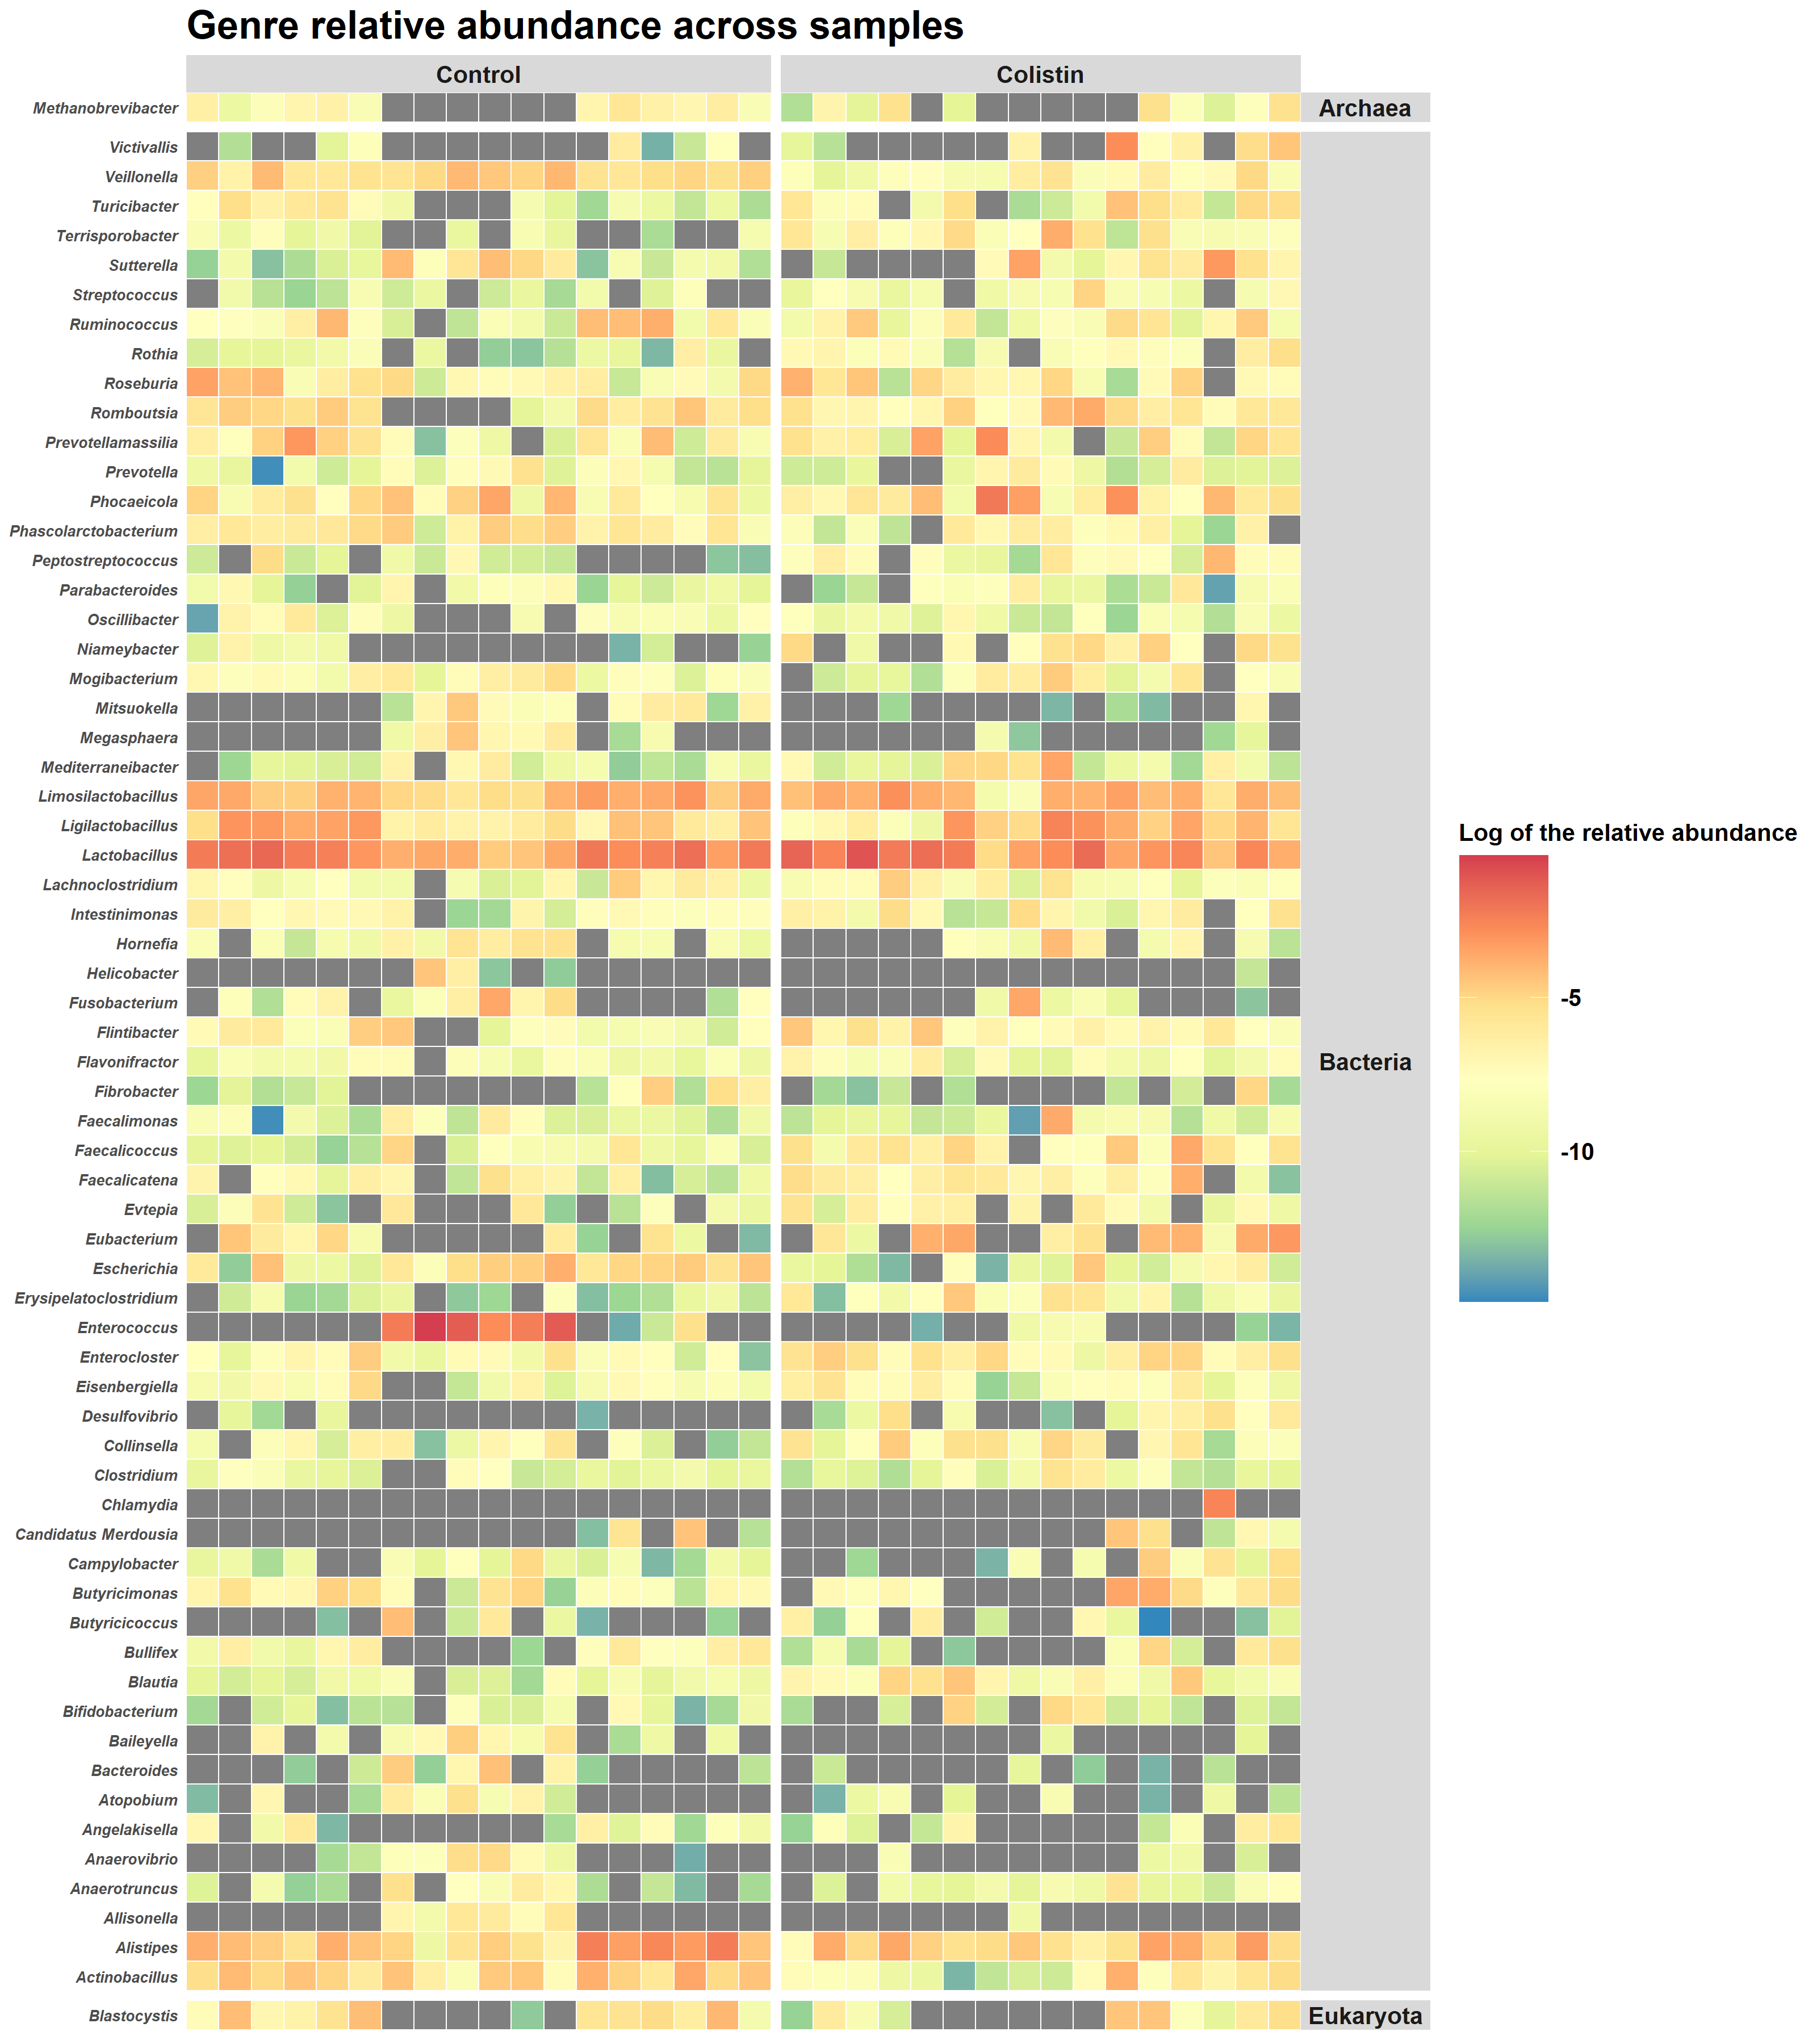 Genre relative abundance across samples
Control
Colistin
Methanobrevibacter
Archaea
Victivallis
Veillonella
Turicibacter
Terrisporobacter
Sutterella
Streptococcus
Ruminococcus
Rothia
Roseburia
Romboutsia
Prevotellamassilia
Prevotella
Phocaeicola
Phascolarctobacterium
Peptostreptococcus
Parabacteroides
Oscillibacter
Niameybacter
Mogibacterium
Mitsuokella
Megasphaera
Mediterraneibacter
Limosilactobacillus
Ligilactobacillus
Lactobacillus
Lachnoclostridium
Intestinimonas
Hornefia
Helicobacter
Fusobacterium
Flintibacter
Flavonifractor
Fibrobacter
Faecalimonas
Faecalicoccus
Faecalicatena
Evtepia
Eubacterium
Escherichia
Erysipelatoclostridium
Enterococcus
Enterocloster
Eisenbergiella
Desulfovibrio
Collinsella
Clostridium
Chlamydia
Candidatus Merdousia
Campylobacter
Butyricimonas
Butyricicoccus
Bullifex
Blautia
Bifidobacterium
Baileyella
Bacteroides
Atopobium
Angelakisella
Anaerovibrio
Anaerotruncus
Allisonella
Alistipes
Actinobacillus
Bacteria
Blastocystis
Eukaryota
Log of the relative abundance
-5
-10